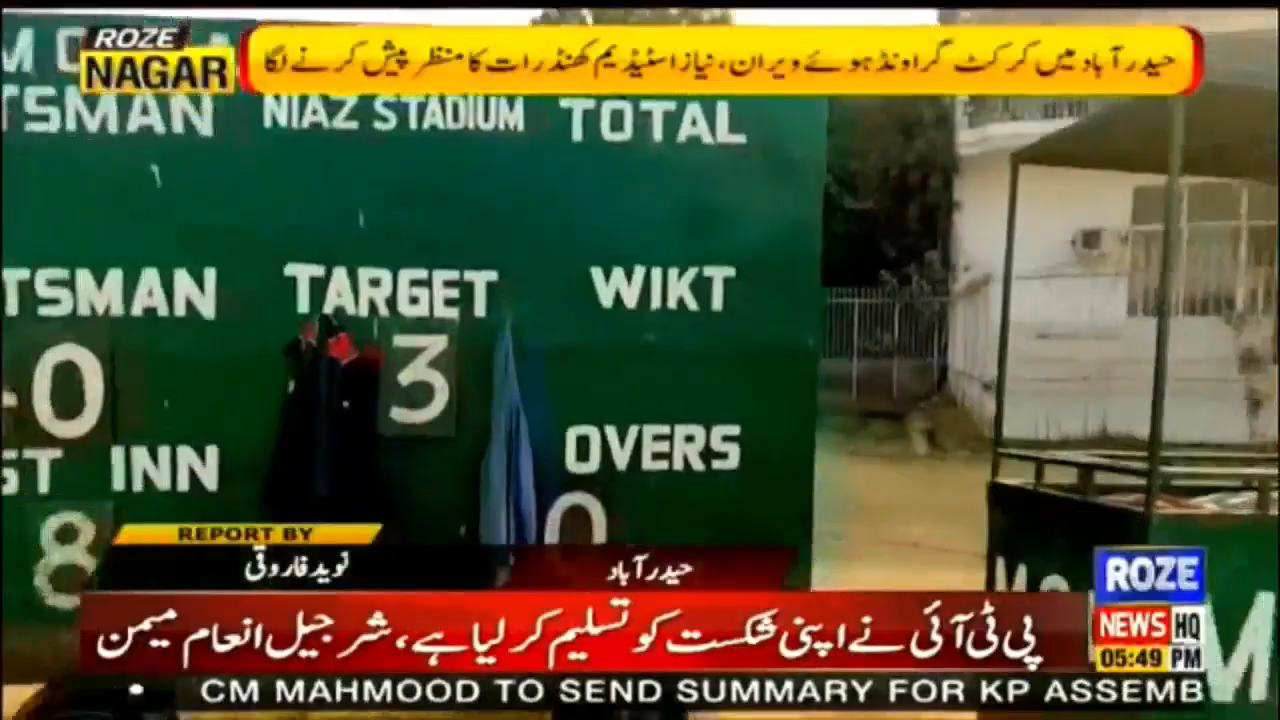 ROZE
NAGAR
حیدرآباد میں کرکٹ گراونڈ ہوئے ویران، نیاز اسٹیڈیم کھنڈرات کا منظر پیش کرنے لگا
TSMAN NIAZ STADIUM TOTAL
TSMAN TARGET WIKT
0 3
ST INN OVERS
8 0
REPORT BY
نوید فاروقی
حیدرآباد
پی ٹی آئی نے اپنی شکست کو تسلیم کر لیا ہے، شرجیل انعام میمن
ROZE
NEWS HQ
05:49 PM
• CM MAHMOOD TO SEND SUMMARY FOR KP ASSEMB